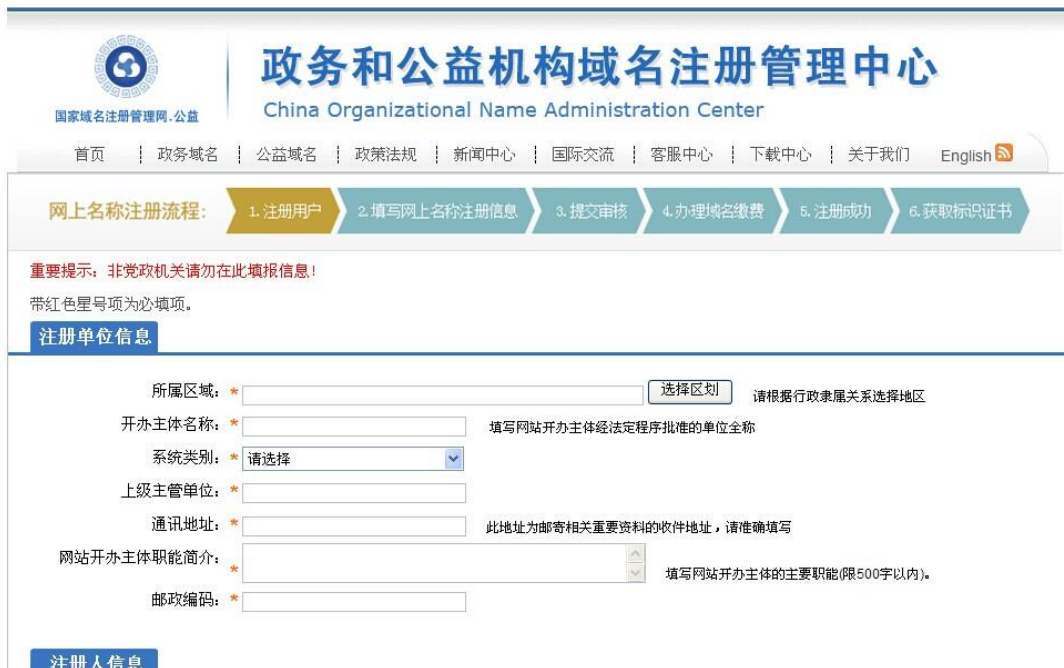 政务和公益机构域名注册管理中心
国家域名注册管理网.公益
China Organizational Name Administration Center
首页 政务域名 公益域名 政策法规 新闻中心 国际交流 客服中心 下载中心 关于我们 English
网上名称注册流程: 1.注册用户 2.填写网上名称注册信息 3.提交审核 4.办理域名缴费 5.注册成功 6.获取标识证书
重要提示：非党政机关请勿在此填报信息！
带红色星号项为必填项。
注册单位信息
所属区域：* 选择区划 请根据行政隶属关系选择地区
开办主体名称：* 填写网站开办主体经法定程序批准的单位全称
系统类别：* 请选择
上级主管单位：*
通讯地址：* 此地址为邮寄相关重要资料的收件地址，请准确填写
网站开办主体职能简介：* 填写网站开办主体的主要职能(限500字以内)。
邮政编码：*
注册人信息